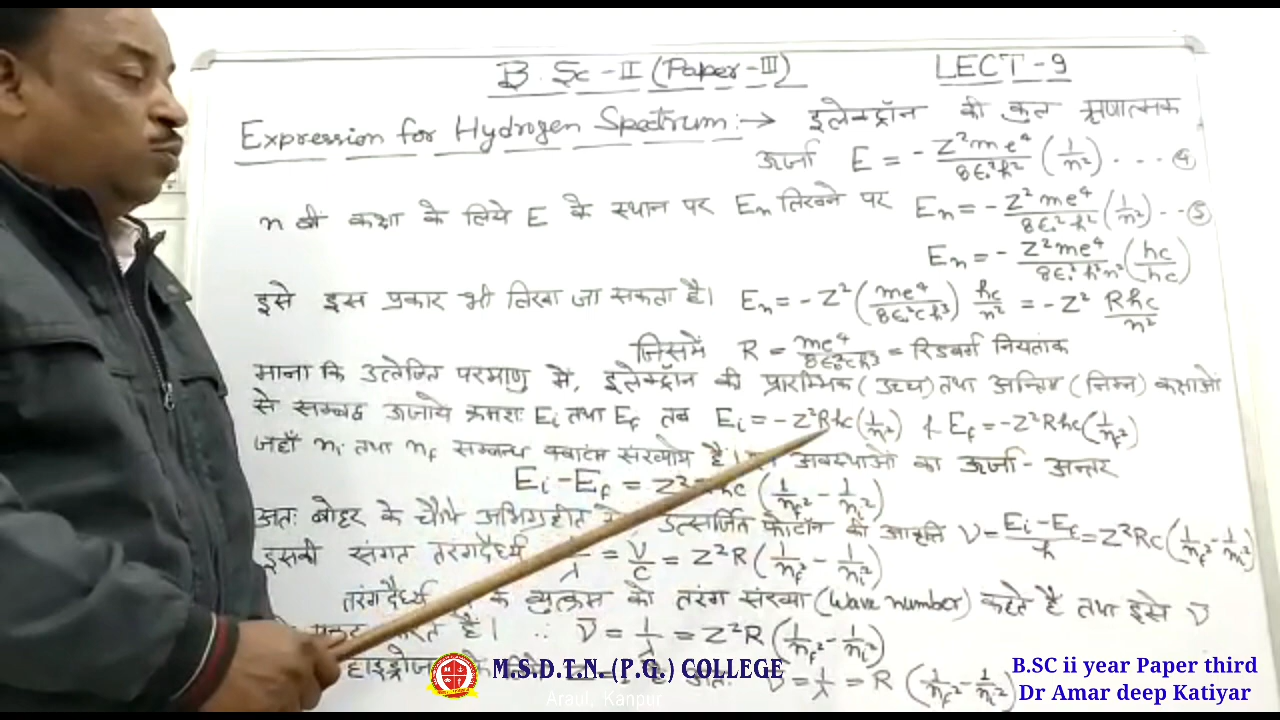 B.Sc-II (Paper-III) LECT-9
Expression for Hydrogen Spectrum:→ इलेक्ट्रॉन की कुल ऋणात्मक
ऊर्जा E = - Z²me⁴/8ε₀²h² (1/n²) .... ④
n वी कक्षा के लिये E के स्थान पर Eₙ लिखने पर Eₙ = - Z²me⁴/8ε₀²h² (1/n²) ... ⑤
Eₙ = - Z²me⁴/8ε₀²h²n² (hc/hc)
इसे इस प्रकार भी लिखा जा सकता है। Eₙ = - Z² (me⁴/8ε₀²ch³) hc/n² = - Z² Rhc/n²
जिसमें R = me⁴/8ε₀²ch³ = रिडबर्ग नियतांक
माना कि उत्तेजित परमाणु में, इलेक्ट्रॉन की प्रारम्भिक (उच्च) तथा अन्तिम (निम्न) कक्षाओं
से सम्बद्ध ऊर्जाये क्रमशः Eᵢ तथा E_f तब Eᵢ = -Z²Rhc(1/nᵢ²) & E_f = -Z²Rhc(1/n_f²)
जहाँ nᵢ तथा n_f सम्बन्ध क्वांटम संख्याये हैं। अवस्थाओं का ऊर्जा-अन्तर
Eᵢ - E_f = Z² hc (1/n_f² - 1/nᵢ²)
अतः बोहर के चौथे अभिग्रहीत उत्सर्जित फोटॉन की आवृत्ति ν = Eᵢ-E_f/h = Z²Rc(1/n_f² - 1/nᵢ²)
इसकी संगत तरंगदैर्ध्य 1/λ = ν/c = Z²R (1/n_f² - 1/nᵢ²)
तरंगदैर्ध्य के व्युत्क्रम को तरंग संख्या (wave number) कहते है तथा इसे ν̄
है। ∴ ν̄ = 1/λ = Z²R (1/n_f² - 1/nᵢ²)
ν̄ = 1/λ = R (1/n_f² - 1/nᵢ²)
M.S.D.T.N. (P.G.) COLLEGE
Araul, Kanpur
B.SC ii year Paper third
Dr Amar deep Katiyar